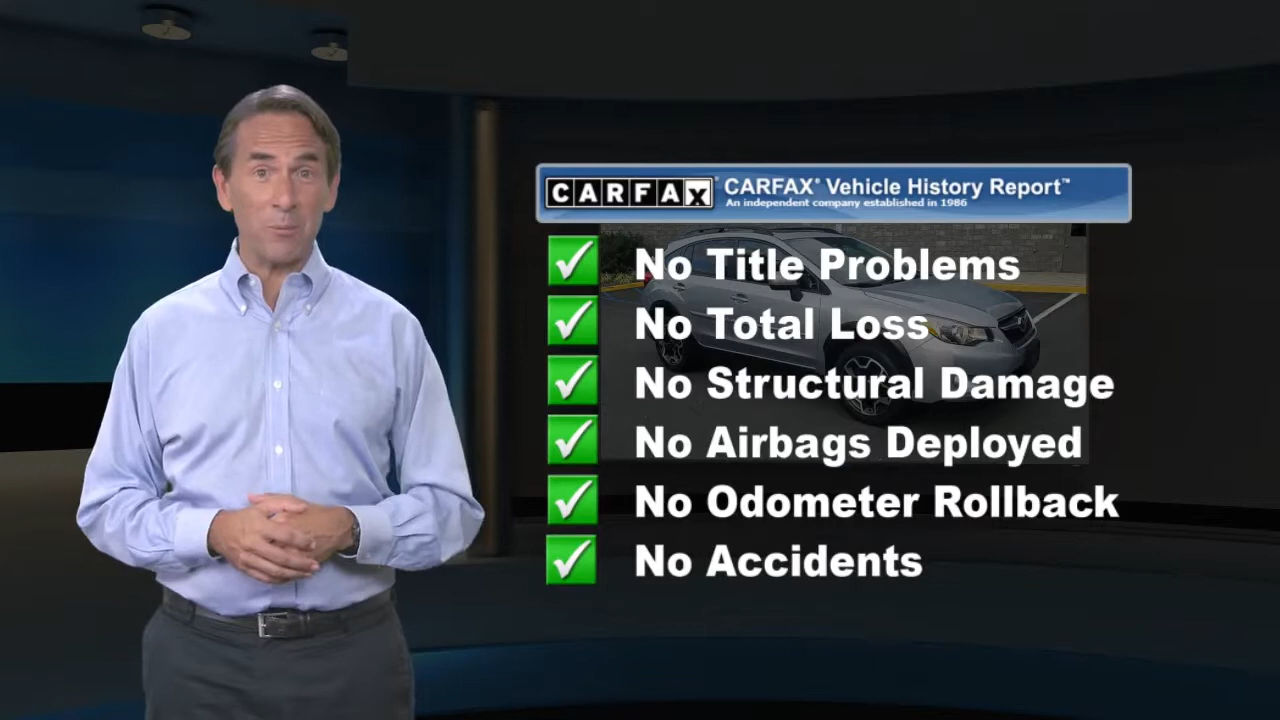 CARFAX
CARFAX® Vehicle History Report™
An independent company established in 1986
No Title Problems
No Total Loss
No Structural Damage
No Airbags Deployed
No Odometer Rollback
No Accidents